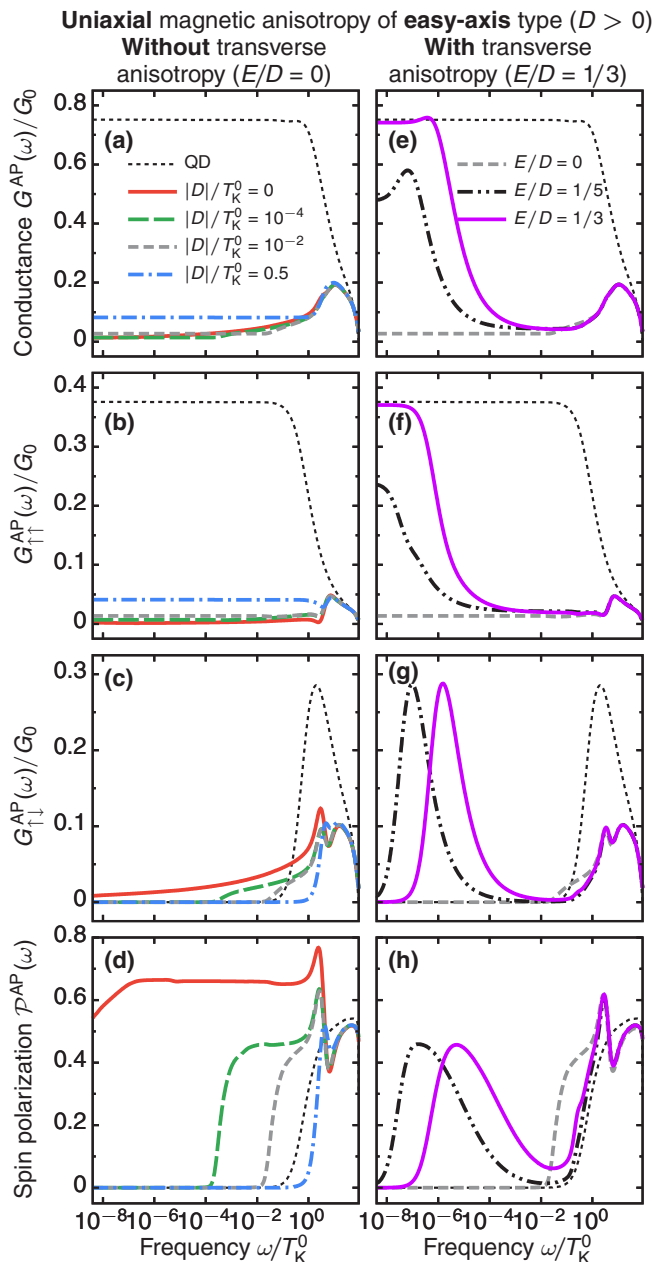 Uniaxial magnetic anisotropy of easy-axis type (D > 0)
Without transverse
anisotropy (E/D = 0)
With transverse
anisotropy (E/D = 1/3)
Conductance G^AP(ω)/G_0
0.8
0.6
0.4
0.2
0
(a)
QD
|D|/T_K^0 = 0
|D|/T_K^0 = 10^−4
|D|/T_K^0 = 10^−2
|D|/T_K^0 = 0.5
(e)
E/D = 0
E/D = 1/5
E/D = 1/3
G_↑↑^AP(ω)/G_0
0.4
0.3
0.2
0.1
0
(b)
(f)
G_↑↓^AP(ω)/G_0
0.3
0.2
0.1
0
(c)
(g)
Spin polarization P^AP(ω)
0.8
0.6
0.4
0.2
0
(d)
(h)
10^−8 10^−6 10^−4 10^−2 10^0
10^−8 10^−6 10^−4 10^−2 10^0
Frequency ω/T_K^0
Frequency ω/T_K^0